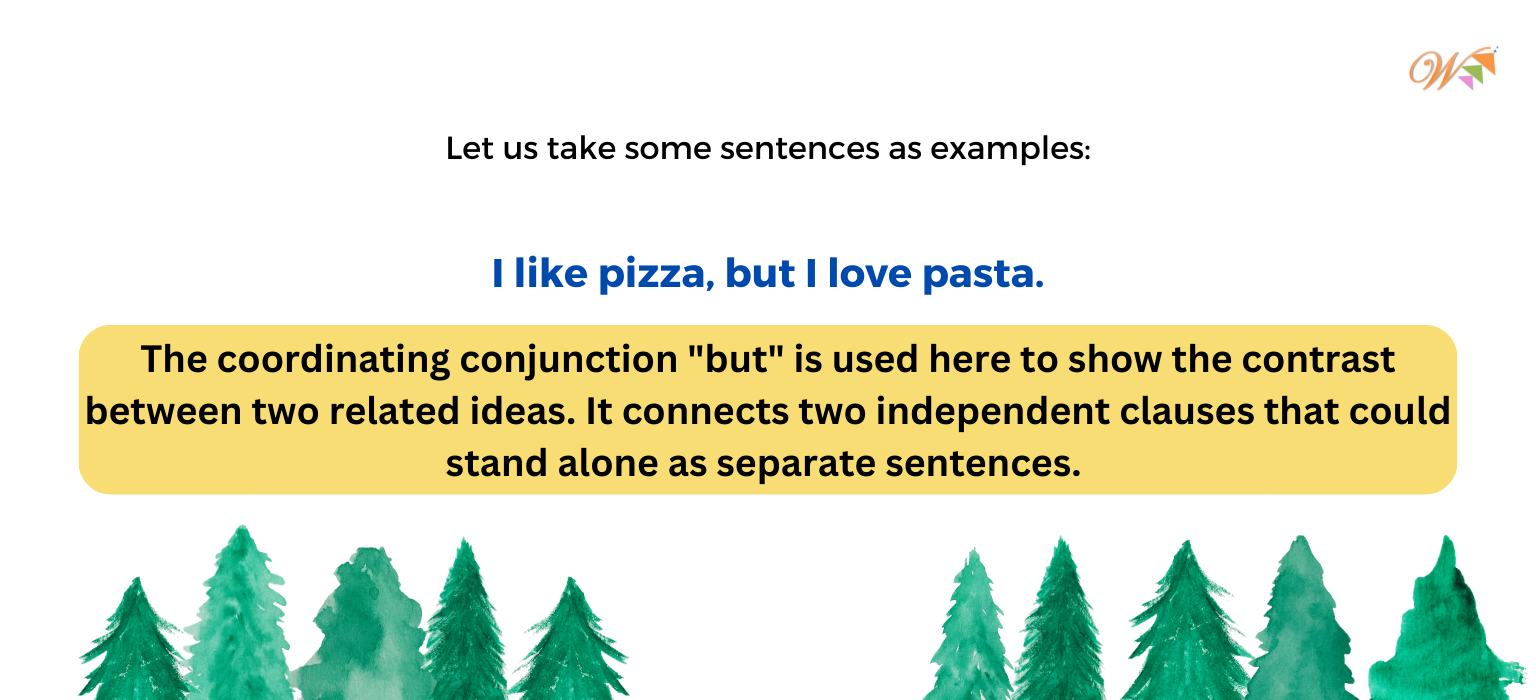 W
Let us take some sentences as examples:
I like pizza, but I love pasta.
The coordinating conjunction "but" is used here to show the contrast
between two related ideas. It connects two independent clauses that could
stand alone as separate sentences.